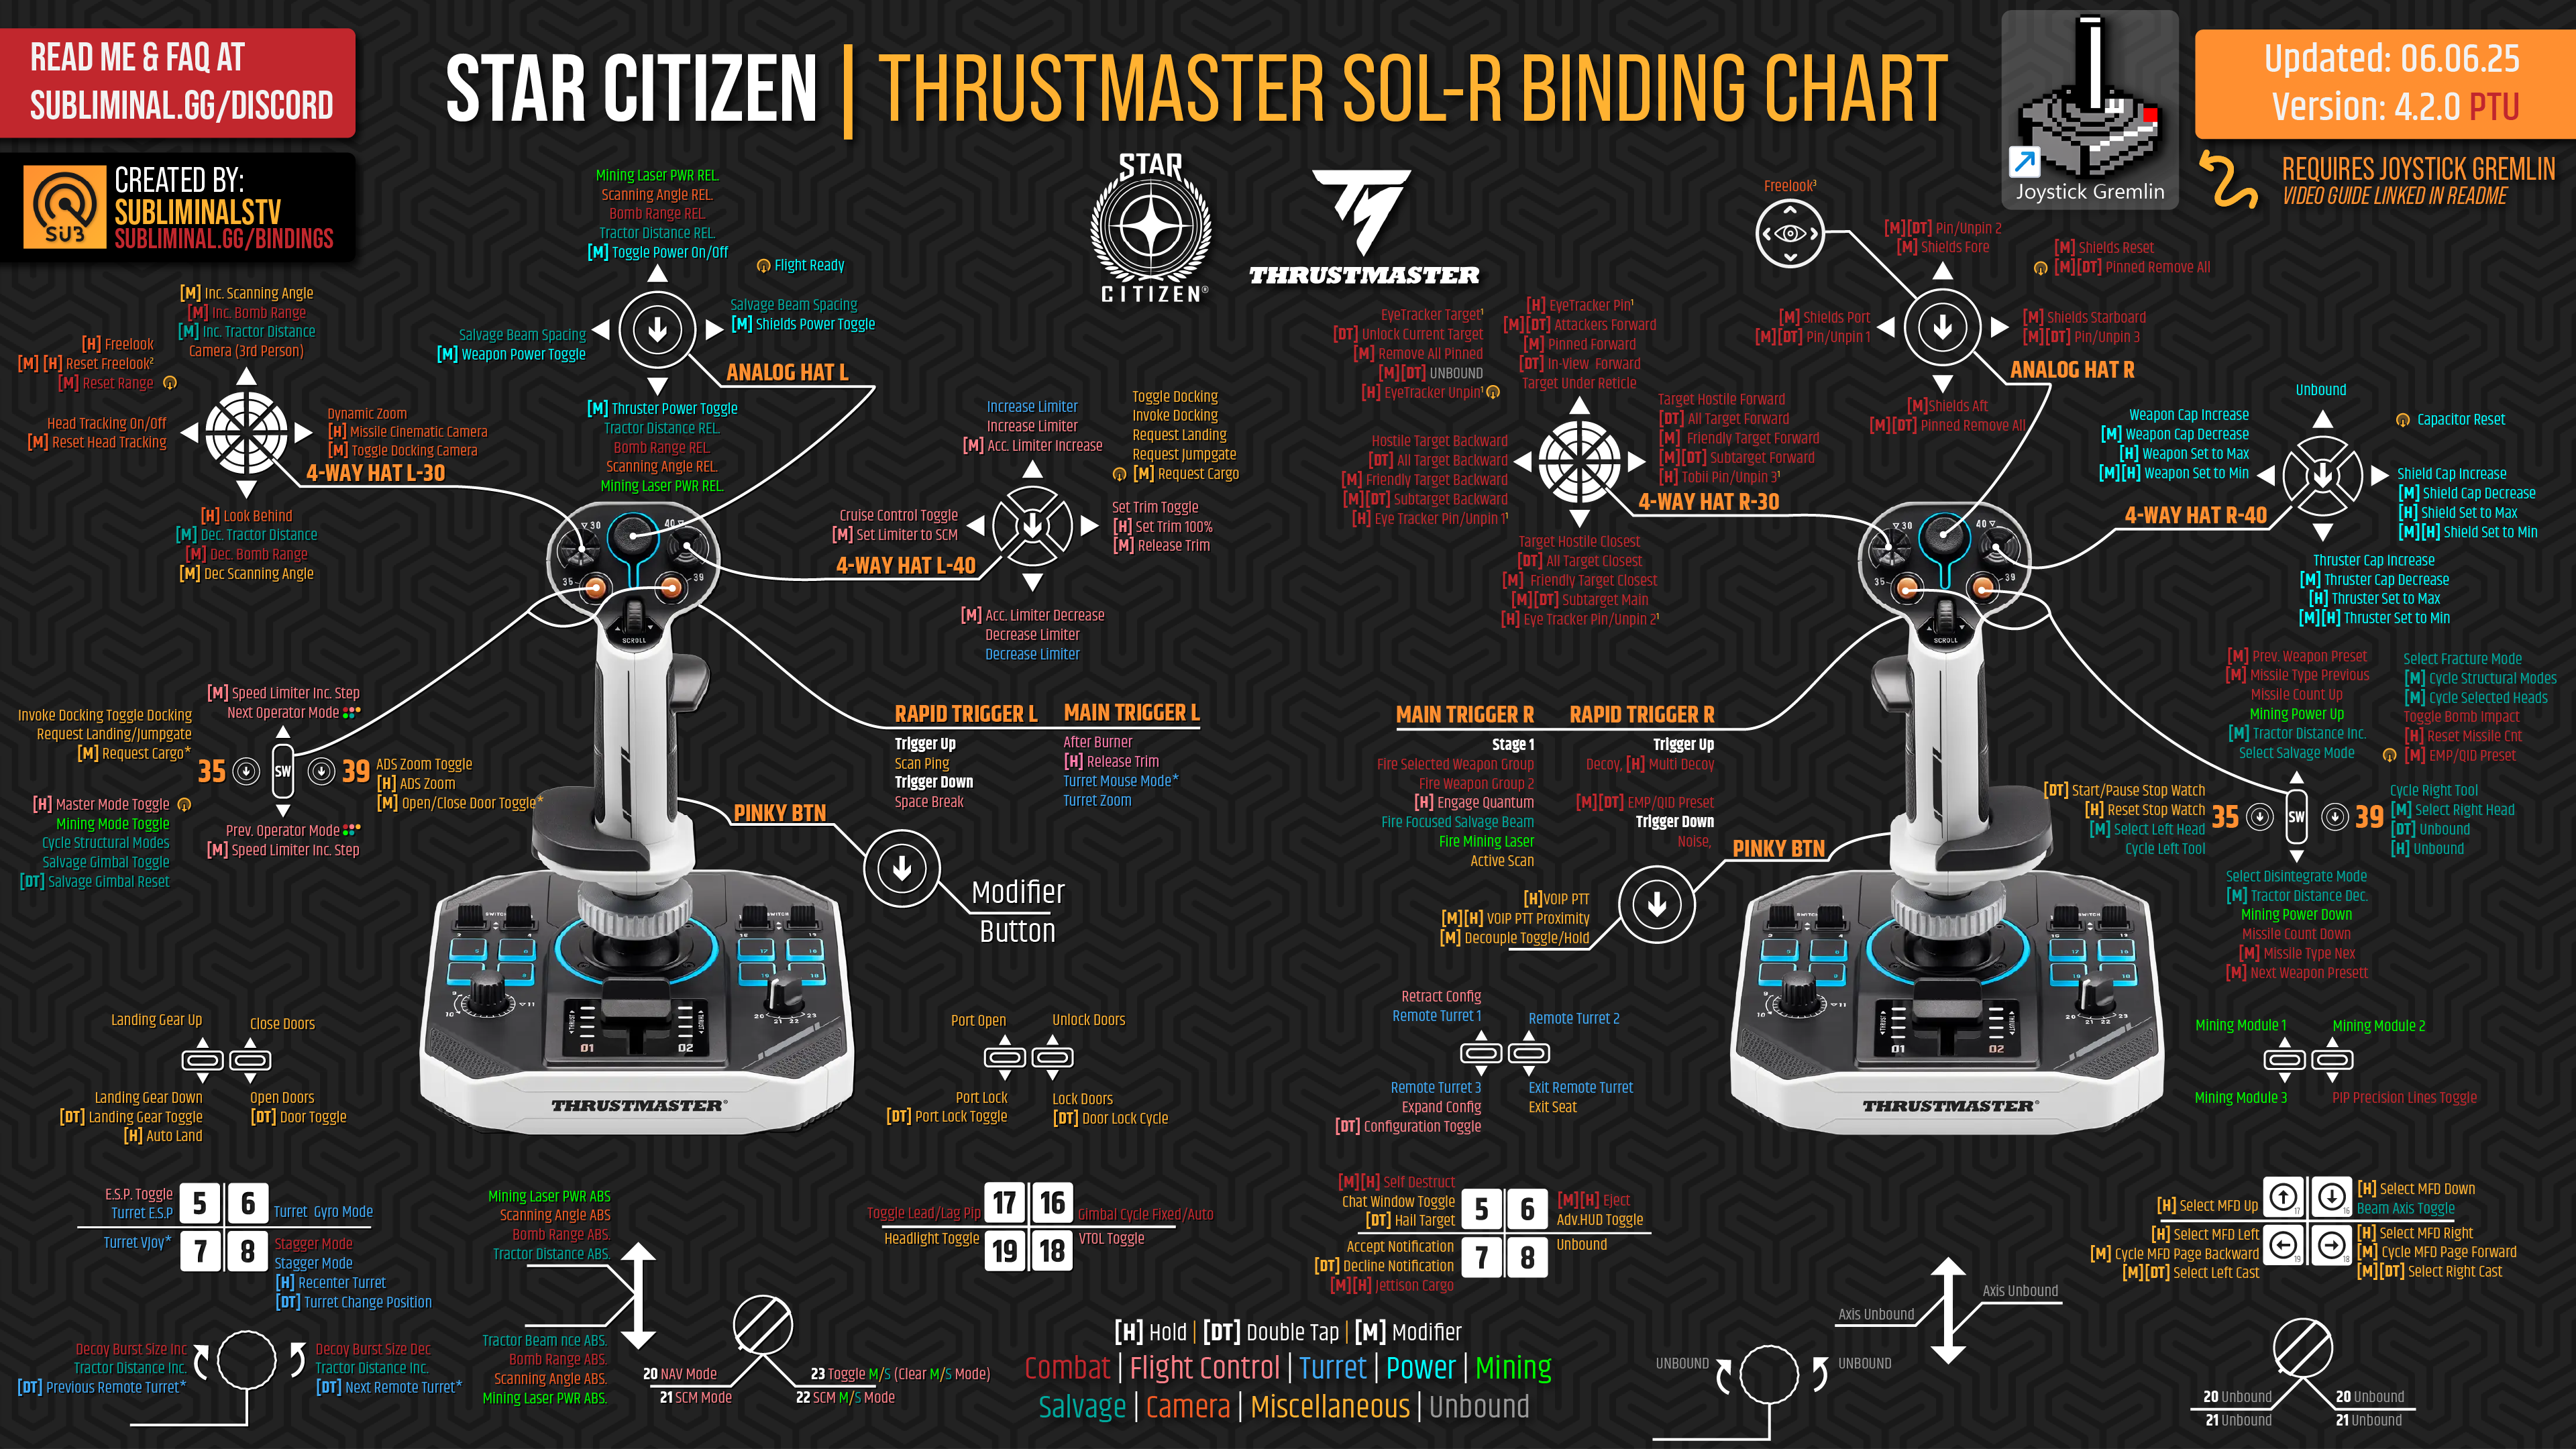 READ ME & FAQ AT
SUBLIMINAL.GG/DISCORD
STAR CITIZEN | THRUSTMASTER SOL-R BINDING CHART
Joystick Gremlin
Updated: 06.06.25
Version: 4.2.0 PTU
REQUIRES JOYSTICK GREMLIN
VIDEO GUIDE LINKED IN README
SUB
CREATED BY:
SUBLIMINALSTV
SUBLIMINAL.GG/BINDINGS
STAR
CITIZEN®
THRUSTMASTER
Mining Laser PWR REL.
Scanning Angle REL.
Bomb Range REL.
Tractor Distance REL.
[M] Toggle Power On/Off
Flight Ready
Salvage Beam Spacing
[M] Weapon Power Toggle
Salvage Beam Spacing
[M] Shields Power Toggle
ANALOG HAT L
[M] Thruster Power Toggle
Tractor Distance REL.
Bomb Range REL.
Scanning Angle REL.
Mining Laser PWR REL.
[M] Inc. Scanning Angle
[M] Inc. Bomb Range
[M] Inc. Tractor Distance
Camera (3rd Person)
[H] Freelook
[M] [H] Reset Freelook²
[M] Reset Range
Head Tracking On/Off
[M] Reset Head Tracking
Dynamic Zoom
[H] Missile Cinematic Camera
[M] Toggle Docking Camera
4-WAY HAT L-30
[H] Look Behind
[M] Dec. Tractor Distance
[M] Dec. Bomb Range
[M] Dec Scanning Angle
Increase Limiter
Increase Limiter
[M] Acc. Limiter Increase
Toggle Docking
Invoke Docking
Request Landing
Request Jumpgate
[M] Request Cargo
Cruise Control Toggle
[M] Set Limiter to SCM
Set Trim Toggle
[H] Set Trim 100%
[M] Release Trim
4-WAY HAT L-40
[M] Acc. Limiter Decrease
Decrease Limiter
Decrease Limiter
[M] Speed Limiter Inc. Step
Next Operator Mode
Invoke Docking Toggle Docking
Request Landing/Jumpgate
[M] Request Cargo*
35 SW 39
ADS Zoom Toggle
[H] ADS Zoom
[M] Open/Close Door Toggle*
[H] Master Mode Toggle
Mining Mode Toggle
Cycle Structural Modes
Salvage Gimbal Toggle
[DT] Salvage Gimbal Reset
Prev. Operator Mode
[M] Speed Limiter Inc. Step
RAPID TRIGGER L
Trigger Up
Scan Ping
Trigger Down
Space Break
MAIN TRIGGER L
After Burner
[H] Release Trim
Turret Mouse Mode*
Turret Zoom
PINKY BTN
Modifier
Button
Freelook³
[M][DT] Pin/Unpin 2
[M] Shields Fore
[M] Shields Reset
[M][DT] Pinned Remove All
[M] Shields Port
[M][DT] Pin/Unpin 1
[M] Shields Starboard
[M][DT] Pin/Unpin 3
ANALOG HAT R
[M]Shields Aft
[M][DT] Pinned Remove All
EyeTracker Target¹
[DT] Unlock Current Target
[M] Remove All Pinned
[M][DT] UNBOUND
[H] EyeTracker Unpin¹
[H] EyeTracker Pin¹
[M][DT] Attackers Forward
[M] Pinned Forward
[DT] In-View Forward
Target Under Reticle
Hostile Target Backward
[DT] All Target Backward
[M] Friendly Target Backward
[M][DT] Subtarget Backward
[H] Eye Tracker Pin/Unpin 1¹
Target Hostile Forward
[DT] All Target Forward
[M] Friendly Target Forward
[M][DT] Subtarget Forward
[H] Tobil Pin/Unpin 3¹
4-WAY HAT R-30
Target Hostile Closest
[DT] All Target Closest
[M] Friendly Target Closest
[M][DT] Subtarget Main
[H] Eye Tracker Pin/Unpin 2¹
Unbound
Capacitor Reset
Weapon Cap Increase
[M] Weapon Cap Decrease
[H] Weapon Set to Max
[M][H] Weapon Set to Min
Shield Cap Increase
[M] Shield Cap Decrease
[H] Shield Set to Max
[M][H] Shield Set to Min
4-WAY HAT R-40
Thruster Cap Increase
[M] Thruster Cap Decrease
[H] Thruster Set to Max
[M][H] Thruster Set to Min
[M] Prev. Weapon Preset
[M] Missile Type Previous
Missile Count Up
Mining Power Up
[M] Tractor Distance Inc.
Select Salvage Mode
Select Fracture Mode
[M] Cycle Structural Modes
[M] Cycle Selected Heads
Toggle Bomb Impact
[H] Reset Missile Cnt
[M] EMP/QID Preset
[DT] Start/Pause Stop Watch
[H] Reset Stop Watch
[M] Select Left Head
Cycle Left Tool
35 SW 39
Cycle Right Tool
[M] Select Right Head
[DT] Unbound
[H] Unbound
Select Disintegrate Mode
[M] Tractor Distance Dec.
Mining Power Down
Missile Count Down
[M] Missile Type Nex
[M] Next Weapon Presett
MAIN TRIGGER R
Stage 1
Fire Selected Weapon Group
Fire Weapon Group 2
[H] Engage Quantum
Fire Focused Salvage Beam
Fire Mining Laser
Active Scan
RAPID TRIGGER R
Trigger Up
Decoy, [H] Multi Decoy
[M][DT] EMP/QID Preset
Trigger Down
Noise,
PINKY BTN
[H]VOIP PTT
[M][H] VOIP PTT Proximity
[M] Decouple Toggle/Hold
30
40
35
39
SCROLL
30
40
35
39
SCROLL
THRUSTMASTER®
THRUSTMASTER®
Landing Gear Up
Close Doors
Landing Gear Down
[DT] Landing Gear Toggle
[H] Auto Land
Open Doors
[DT] Door Toggle
Port Open
Unlock Doors
Port Lock
[DT] Port Lock Toggle
Lock Doors
[DT] Door Lock Cycle
Retract Config
Remote Turret 1
Remote Turret 2
Remote Turret 3
Expand Config
[DT] Configuration Toggle
Exit Remote Turret
Exit Seat
Mining Module 1
Mining Module 2
Mining Module 3
PIP Precision Lines Toggle
E.S.P. Toggle
Turret E.S.P
5 6
Turret Gyro Mode
Turret VJoy*
7 8
Stagger Mode
Stagger Mode
[H] Recenter Turret
[DT] Turret Change Position
Decoy Burst Size Inc
Tractor Distance Inc.
[DT] Previous Remote Turret*
Decoy Burst Size Dec
Tractor Distance Inc.
[DT] Next Remote Turret*
Mining Laser PWR ABS
Scanning Angle ABS
Bomb Range ABS.
Tractor Distance ABS.
Tractor Beam nce ABS.
Bomb Range ABS.
Scanning Angle ABS.
Mining Laser PWR ABS.
20 NAV Mode
21 SCM Mode
23 Toggle M/S (Clear M/S Mode)
22 SCM M/S Mode
Toggle Lead/Lag Pip
17 16
Gimbal Cycle Fixed/Auto
Headlight Toggle
19 18
VTOL Toggle
[M][H] Self Destruct
Chat Window Toggle
[DT] Hail Target
5 6
[M][H] Eject
Adv.HUD Toggle
Accept Notification
[DT] Decline Notification
[M][H] Jettison Cargo
7 8
Unbound
[H] Hold | [DT] Double Tap | [M] Modifier
Combat | Flight Control | Turret | Power | Mining
Salvage | Camera | Miscellaneous | Unbound
UNBOUND
UNBOUND
Axis Unbound
Axis Unbound
[H] Select MFD Up
17 16
[H] Select MFD Down
Beam Axis Toggle
[H] Select MFD Left
[M] Cycle MFD Page Backward
[M][DT] Select Left Cast
19 18
[H] Select MFD Right
[M] Cycle MFD Page Forward
[M][DT] Select Right Cast
20 Unbound
21 Unbound
20 Unbound
21 Unbound